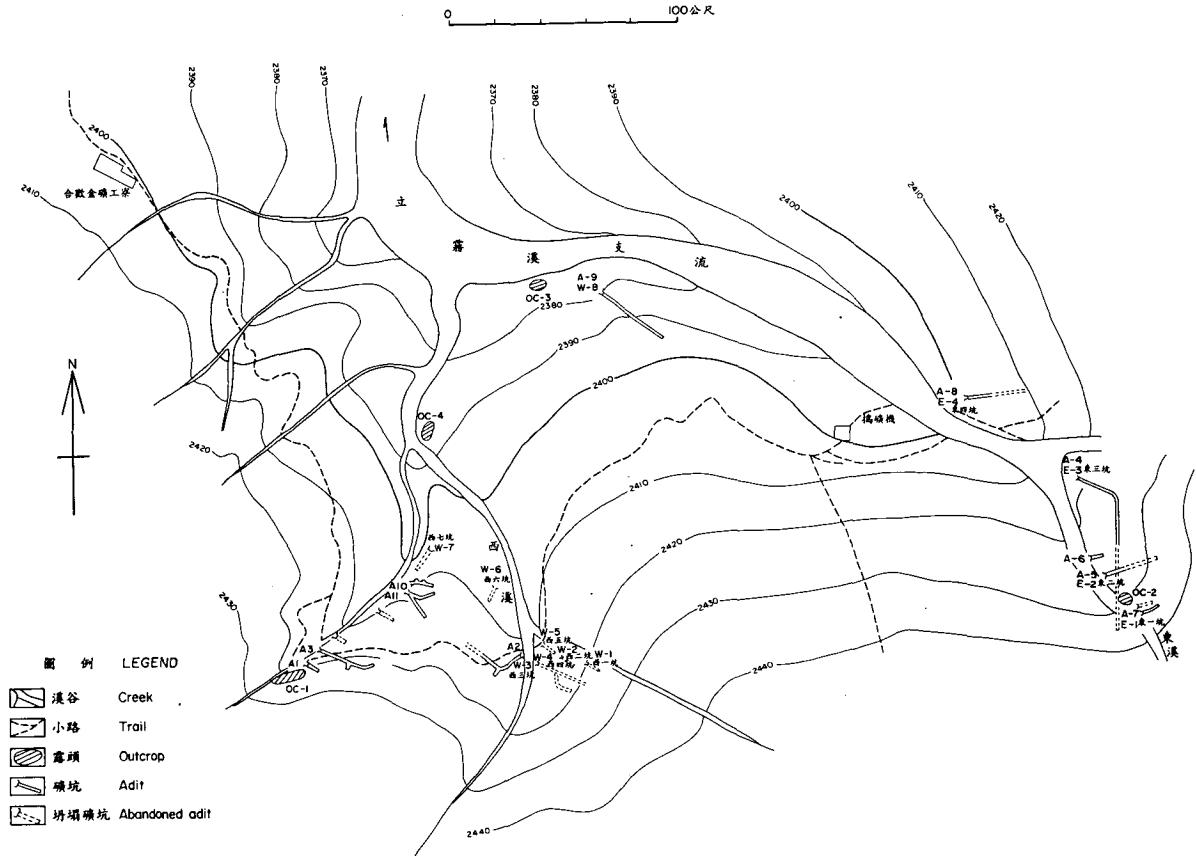 0 100公尺
2390
2380
2370
2370
2380
2390
2400
2410
合歡金礦工寮
2410
2400
2420
立
霧
溪
支
流
A-9
W-8
OC-3
2380
2390
2400
N
OC-4
A-8
E-4
東四坑
搗礦機
2420
A-4
E-3東三坑
2410
西
溪
西七坑
W-7
W-6
西六坑
2420
A-6
A-5
E-2東二坑
OC-2
A10
A11
2430
2430
A-7
E-1東一坑
東
溪
A3
A1
OC-1
W-5
西五坑
A2
W-4
西四坑
W-2
西二坑
W-1
西一坑
W-3
西三坑
2440
2440
圖例 LEGEND
溪谷 Creek
小路 Trail
露頭 Outcrop
礦坑 Adit
坍塌礦坑 Abandoned adit